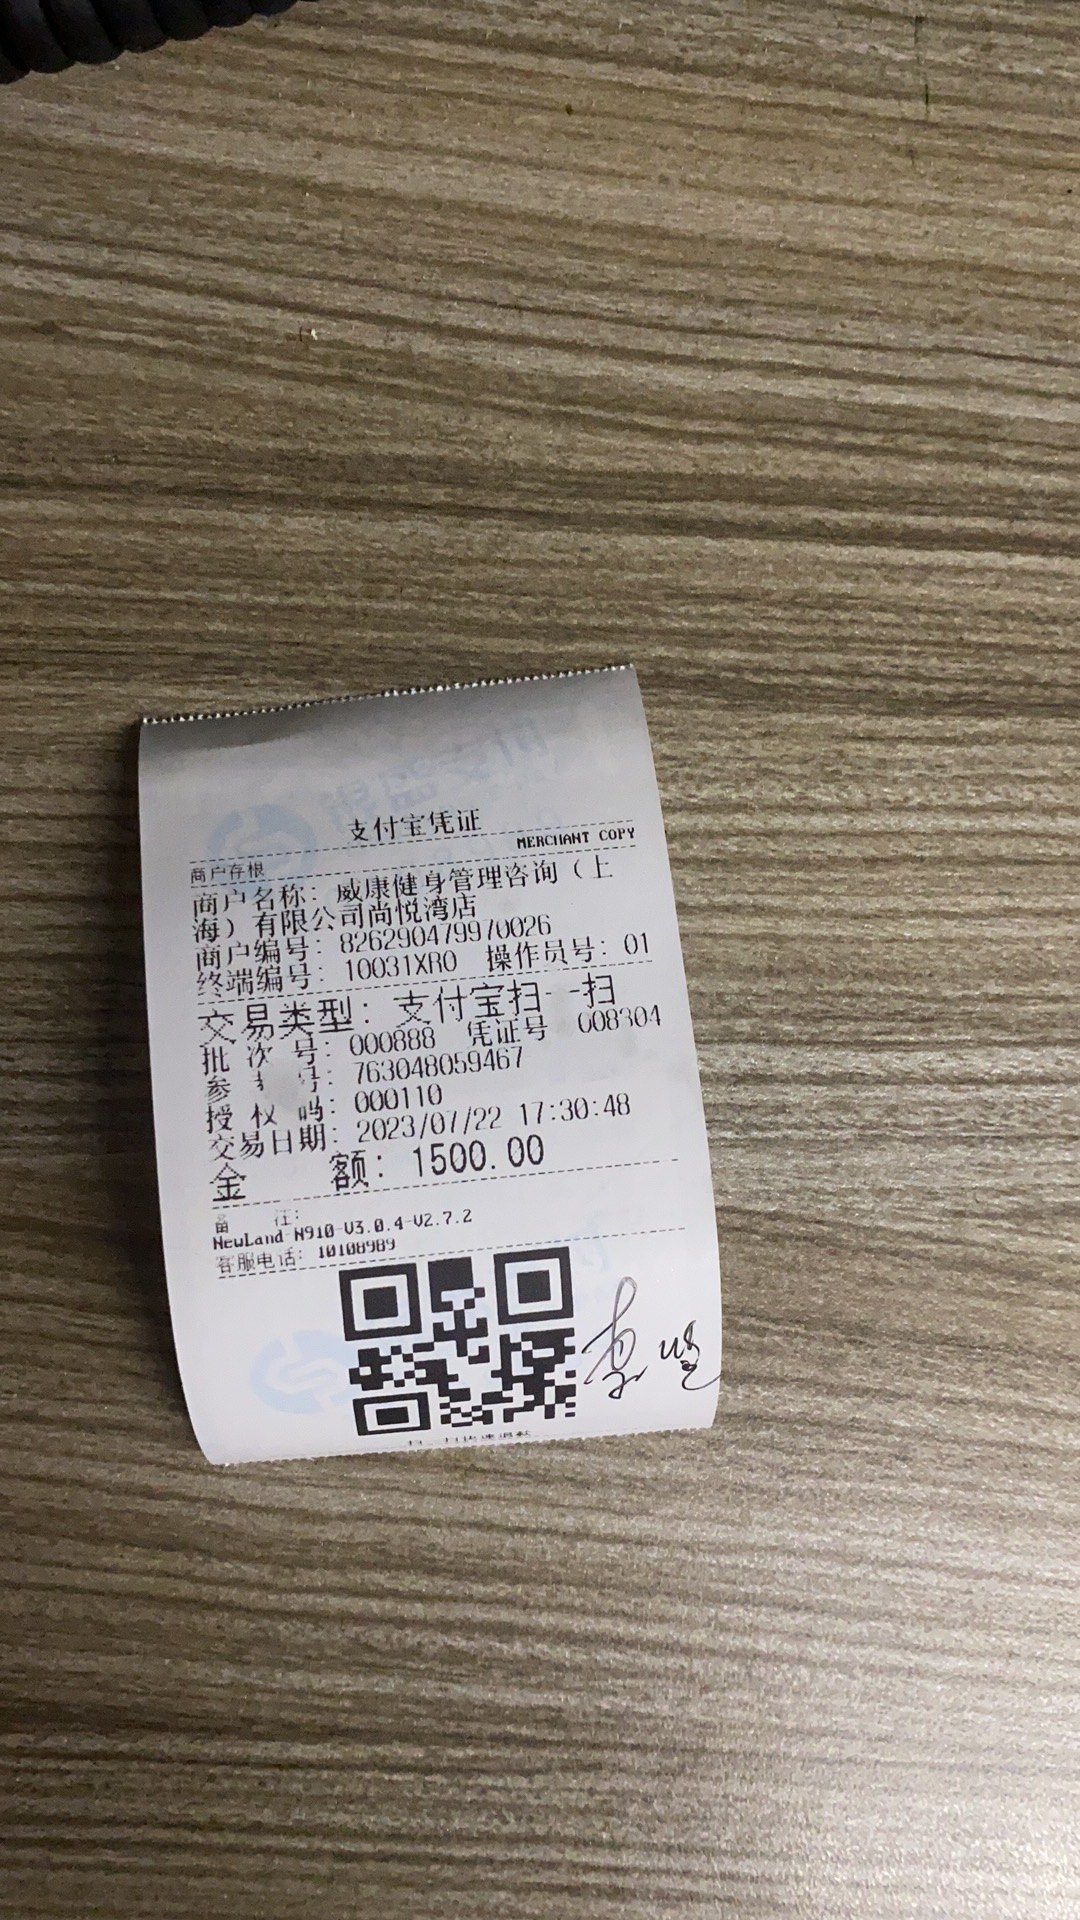 支付宝凭证
MERCHANT COPY
商户存根
商户名称: 威康健身管理咨询(上
海)有限公司尚悦湾店
商户编号: 826290479970026
终端编号: 10031XR0 操作员号: 01
交易类型: 支付宝扫一扫
批次号: 000888 凭证号 008304
参 号: 763048059467
授权码: 000110
交易日期: 2023/07/22 17:30:48
金 额: 1500.00
备 注:
NewLand-N910-V3.0.4-V2.7.2
客服电话: 10108989